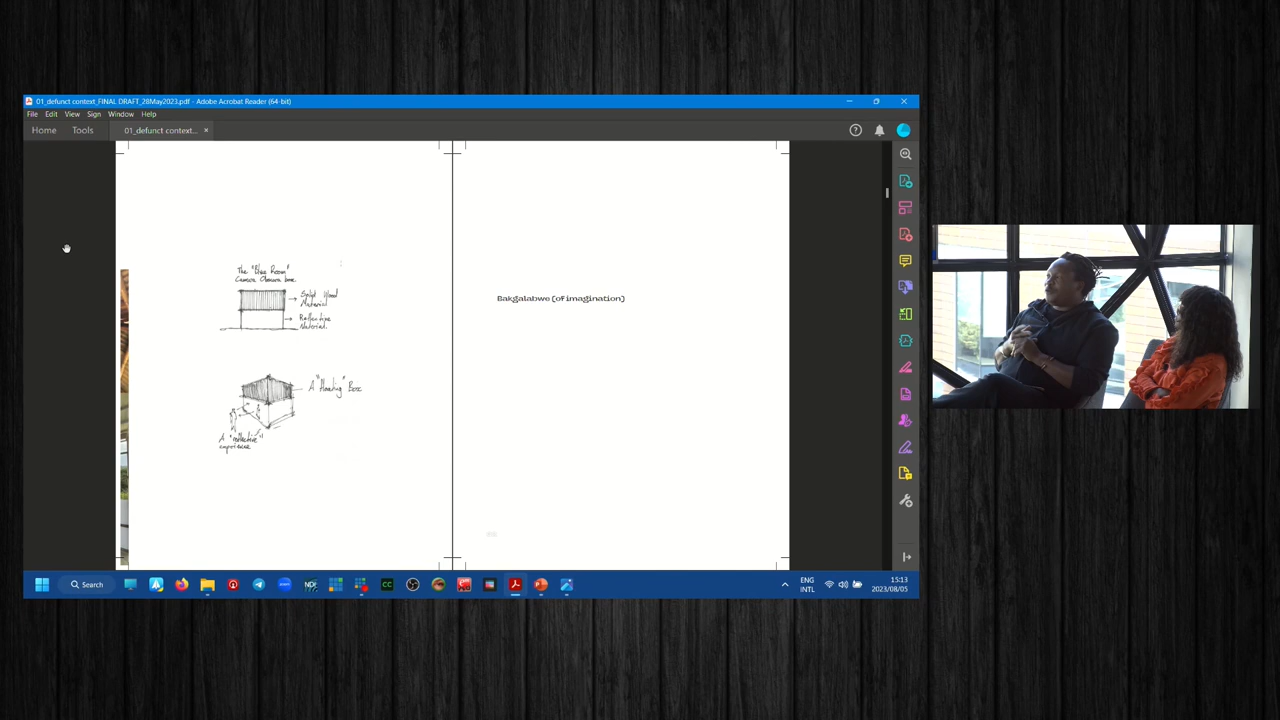 01_defunct context_FINAL DRAFT_28May2023.pdf - Adobe Acrobat Reader (64-bit)
File Edit View Sign Window Help
Home Tools 01_defunct context... ×
The "Blue Room"
Camera Obscura box.
Splint Wood
Material
Reflective
Material.
A "Floating" Box
A "reflective"
experience
Bakgalabwe [of imagination]
Search
CC
ENG
INTL
15:13
2023/08/05